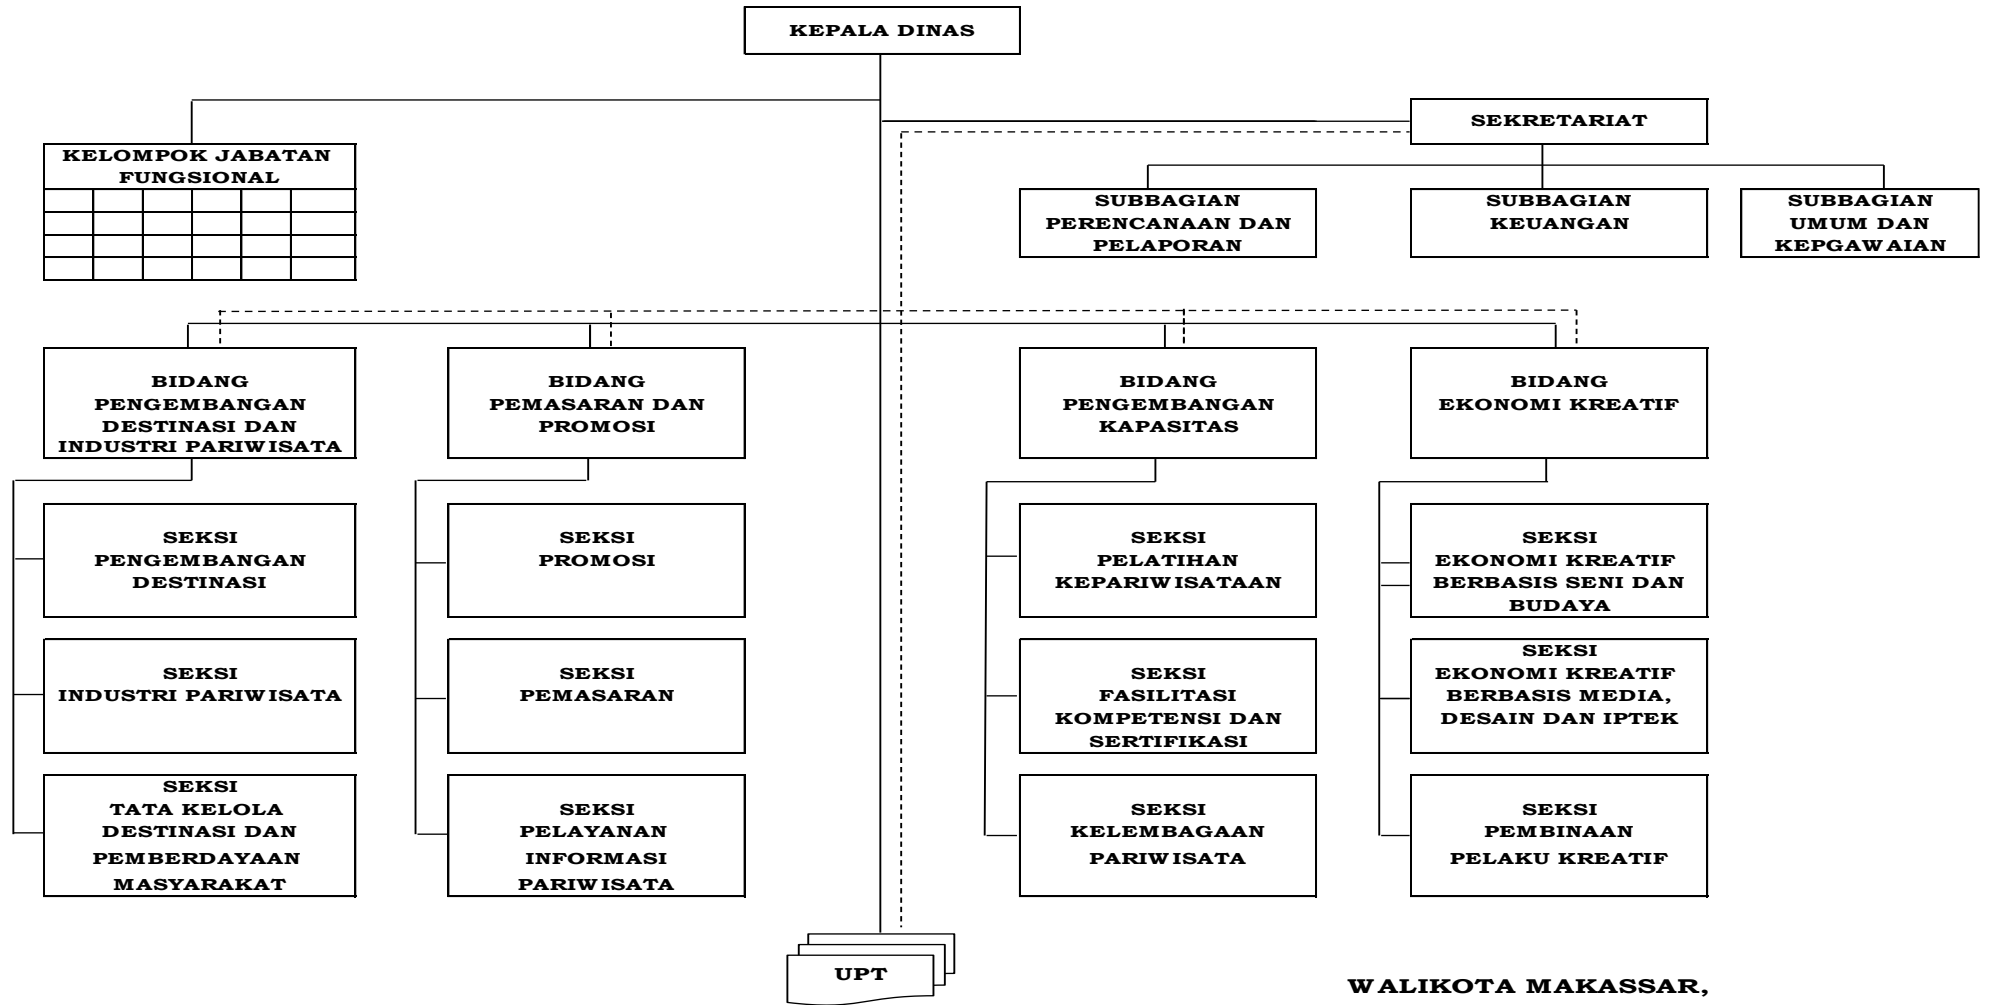 KEPALA DINAS
SEKRETARIAT
KELOMPOK JABATAN
FUNGSIONAL
SUBBAGIAN
PERENCANAAN DAN
PELAPORAN
SUBBAGIAN
KEUANGAN
SUBBAGIAN
UMUM DAN
KEPGAWAIAN
BIDANG
PENGEMBANGAN
DESTINASI DAN
INDUSTRI PARIWISATA
BIDANG
PEMASARAN DAN
PROMOSI
BIDANG
PENGEMBANGAN
KAPASITAS
BIDANG
EKONOMI KREATIF
SEKSI
PENGEMBANGAN
DESTINASI
SEKSI
PROMOSI
SEKSI
PELATIHAN
KEPARIWISATAAN
SEKSI
EKONOMI KREATIF
BERBASIS SENI DAN
BUDAYA
SEKSI
INDUSTRI PARIWISATA
SEKSI
PEMASARAN
SEKSI
FASILITASI
KOMPETENSI DAN
SERTIFIKASI
SEKSI
EKONOMI KREATIF
BERBASIS MEDIA,
DESAIN DAN IPTEK
SEKSI
TATA KELOLA
DESTINASI DAN
PEMBERDAYAAN
MASYARAKAT
SEKSI
PELAYANAN
INFORMASI
PARIWISATA
SEKSI
KELEMBAGAAN
PARIWISATA
SEKSI
PEMBINAAN
PELAKU KREATIF
UPT
WALIKOTA MAKASSAR,